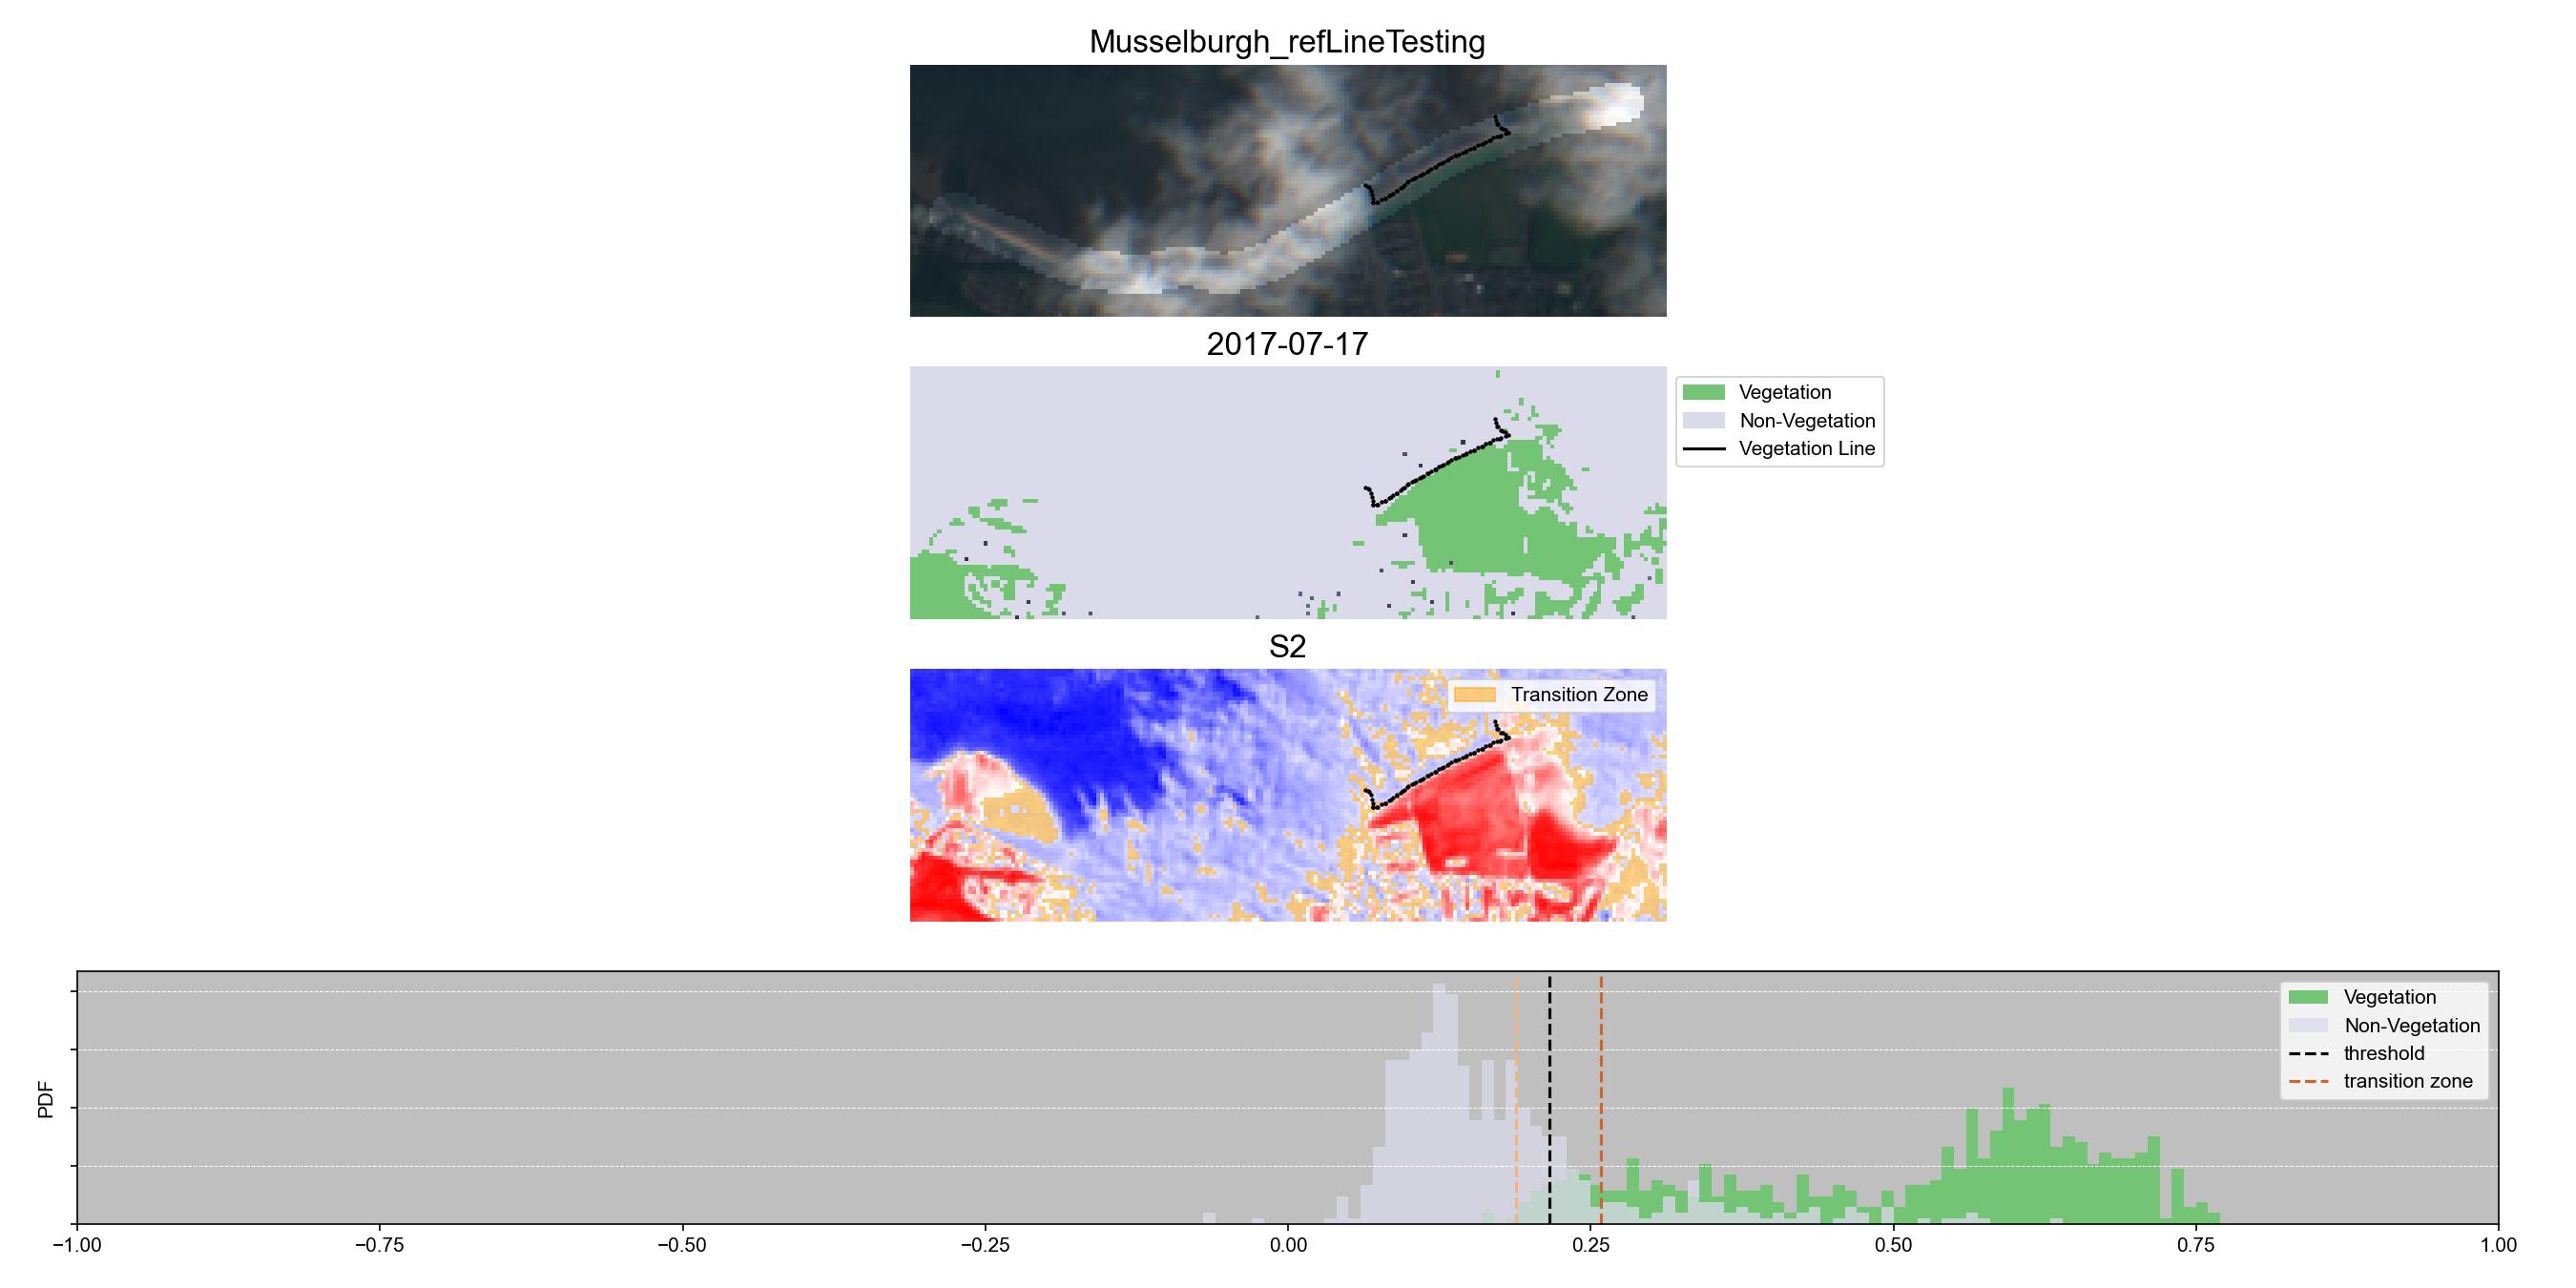 Musselburgh_refLineTesting
2017-07-17
Vegetation
Non-Vegetation
Vegetation Line
S2
Transition Zone
Vegetation
Non-Vegetation
threshold
transition zone
PDF
−1.00 −0.75 −0.50 −0.25 0.00 0.25 0.50 0.75 1.00